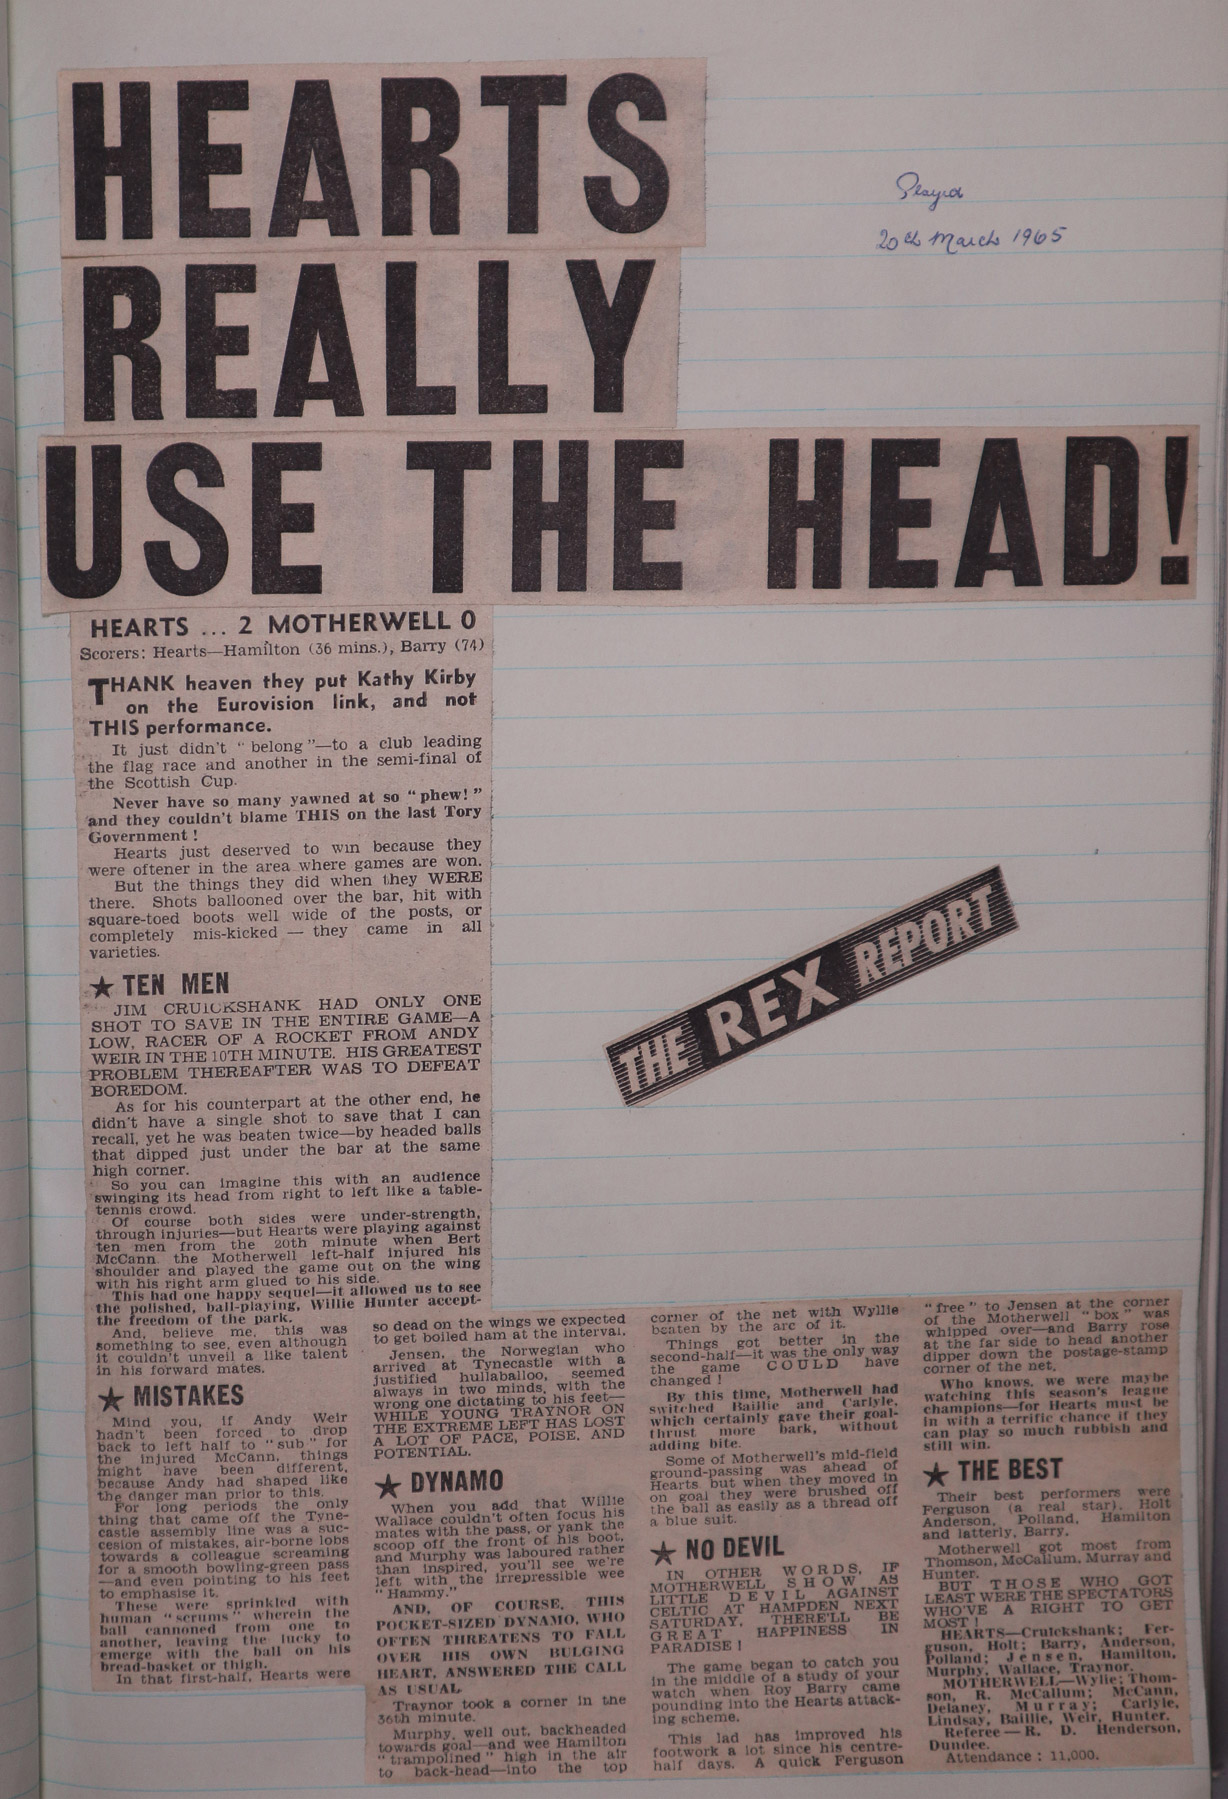 HEARTS
REALLY
USE THE HEAD!
Played
20th March 1965
HEARTS ... 2 MOTHERWELL 0
Scorers: Hearts—Hamilton (36 mins.), Barry (74)
THANK heaven they put Kathy Kirby
on the Eurovision link, and not
THIS performance.
It just didn't "belong"—to a club leading
the flag race and another in the semi-final of
the Scottish Cup.
Never have so many yawned at so "phew!"
and they couldn't blame THIS on the last Tory
Government!
Hearts just deserved to win because they
were oftener in the area where games are won.
But the things they did when they WERE
there. Shots ballooned over the bar, hit with
square-toed boots well wide of the posts, or
completely mis-kicked — they came in all
varieties.
★ TEN MEN
JIM CRUICKSHANK HAD ONLY ONE
SHOT TO SAVE IN THE ENTIRE GAME—A
LOW, RACER OF A ROCKET FROM ANDY
WEIR IN THE 10TH MINUTE. HIS GREATEST
PROBLEM THEREAFTER WAS TO DEFEAT
BOREDOM.
As for his counterpart at the other end, he
didn't have a single shot to save that I can
recall, yet he was beaten twice—by headed balls
that dipped just under the bar at the same
high corner.
So you can imagine this with an audience
swinging its head from right to left like a table-
tennis crowd.
Of course both sides were under-strength,
through injuries—but Hearts were playing against
ten men from the 20th minute when Bert
McCann the Motherwell left-half injured his
shoulder and played the game out on the wing
with his right arm glued to his side.
This had one happy sequel—it allowed us to see
the polished, ball-playing, Willie Hunter accept-
the freedom of the park.
And, believe me, this was
something to see, even although
it couldn't unveil a like talent
in his forward mates.
★ MISTAKES
Mind you, if Andy Weir
hadn't been forced to drop
back to left half to "sub" for
the injured McCann, things
might have been different,
because Andy had shaped like
the danger man prior to this.
For long periods the only
thing that came off the Tyne-
castle assembly line was a suc-
cesion of mistakes, air-borne lobs
towards a colleague screaming
for a smooth bowling-green pass
—and even pointing to his feet
to emphasise it.
These were sprinkled with
human "scrums" wherein the
ball cannoned from one to
another, leaving the lucky to
emerge with the ball on his
bread-basket or thigh.
In that first-half, Hearts were
so dead on the wings we expected
to get boiled ham at the interval.
Jensen, the Norwegian who
arrived at Tynecastle with a
justified hullaballoo, seemed
always in two minds, with the
wrong one dictating to his feet—
WHILE YOUNG TRAYNOR ON
THE EXTREME LEFT HAS LOST
A LOT OF PACE, POISE, AND
POTENTIAL.
★ DYNAMO
When you add that Willie
Wallace couldn't often focus his
mates with the pass, or yank the
scoop off the front of his boot,
and Murphy was laboured rather
than inspired, you'll see we're
left with the irrepressible wee
"Hammy."
AND, OF COURSE, THIS
POCKET-SIZED DYNAMO, WHO
OFTEN THREATENS TO FALL
OVER HIS OWN BULGING
HEART, ANSWERED THE CALL
AS USUAL.
Traynor took a corner in the
36th minute.
Murphy, well out, backheaded
towards goal—and wee Hamilton
"trampolined" high in the air
to back-head—into the top
corner of the net with Wyllie
beaten by the arc of it.
Things got better in the
second-half—it was the only way
the game COULD have
changed!
By this time, Motherwell had
switched Baillie and Carlyle,
which certainly gave their goal-
thrust more bark, without
adding bite.
Some of Motherwell's mid-field
ground-passing was ahead of
Hearts but when they moved in
on goal they were brushed off
the ball as easily as a thread off
a blue suit.
★ NO DEVIL
IN OTHER WORDS, IF
MOTHERWELL SHOW AS
LITTLE DEVIL AGAINST
CELTIC AT HAMPDEN NEXT
SATURDAY, THERE'LL BE
GREAT HAPPINESS IN
PARADISE!
The game began to catch you
in the middle of a study of your
watch when Roy Barry came
pounding into the Hearts attack-
ing scheme.
This lad has improved his
footwork a lot since his centre-
half days. A quick Ferguson
"free" to Jensen at the corner
of the Motherwell "box" was
whipped over—and Barry rose
at the far side to head another
dipper down the postage-stamp
corner of the net.
Who knows, we were maybe
watching this season's league
champions—for Hearts must be
in with a terrific chance if they
can play so much rubbish and
still win.
★ THE BEST
Their best performers were
Ferguson (a real star), Holt
Anderson, Polland, Hamilton
and latterly, Barry.
Motherwell got most from
Thomson, McCallum, Murray and
Hunter.
BUT THOSE WHO GOT
LEAST WERE THE SPECTATORS
WHO'VE A RIGHT TO GET
MOST!
HEARTS—Cruickshank; Fer-
guson, Holt; Barry, Anderson,
Polland; Jensen, Hamilton,
Murphy, Wallace, Traynor.
MOTHERWELL—Wylie; Thom-
son, R. McCallum; McCann,
Delaney, Murray; Carlyle,
Lindsay, Baillie, Weir, Hunter.
Referee—R. D. Henderson,
Dundee.
Attendance: 11,000.
THE REX REPORT